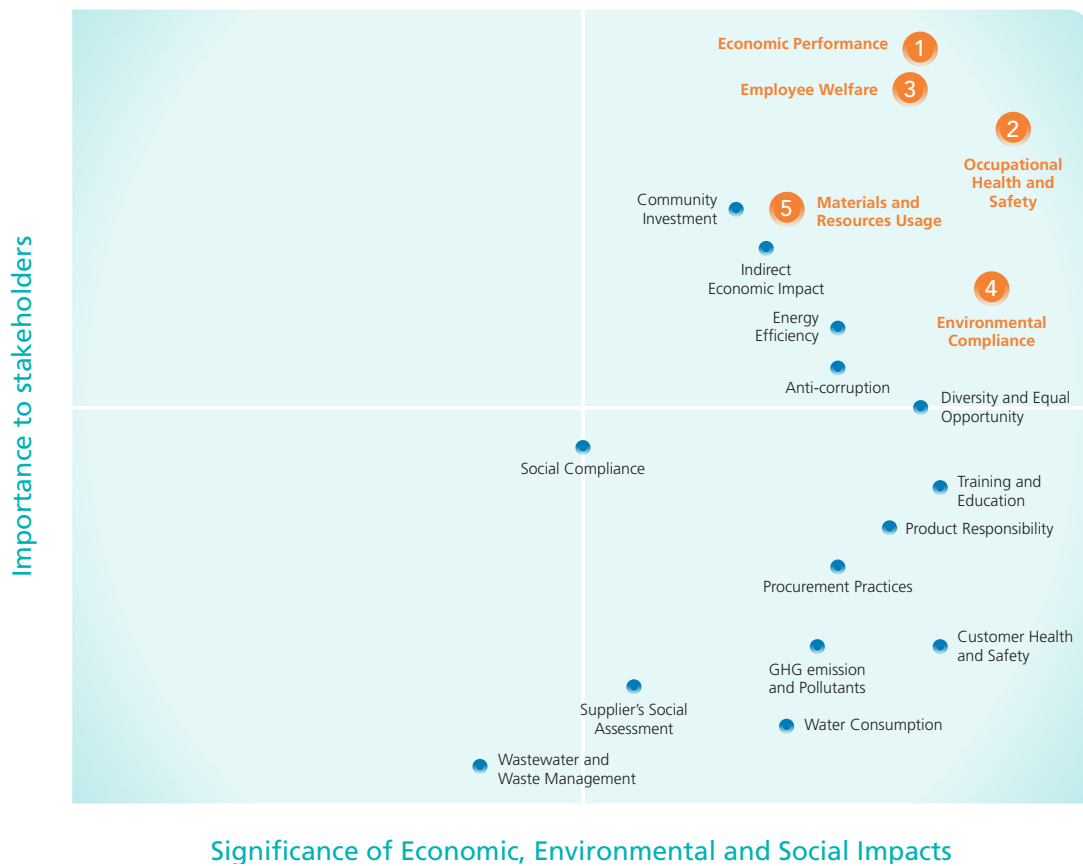 Economic Performance
1
Employee Welfare
3
2
Occupational
Health and
Safety
Community
Investment
5
Materials and
Resources Usage
Indirect
Economic Impact
4
Environmental
Compliance
Energy
Efficiency
Anti-corruption
Diversity and Equal
Opportunity
Social Compliance
Training and
Education
Product Responsibility
Procurement Practices
Customer Health
and Safety
GHG emission
and Pollutants
Supplier’s Social
Assessment
Water Consumption
Wastewater and
Waste Management
Importance to stakeholders
Significance of Economic, Environmental and Social Impacts